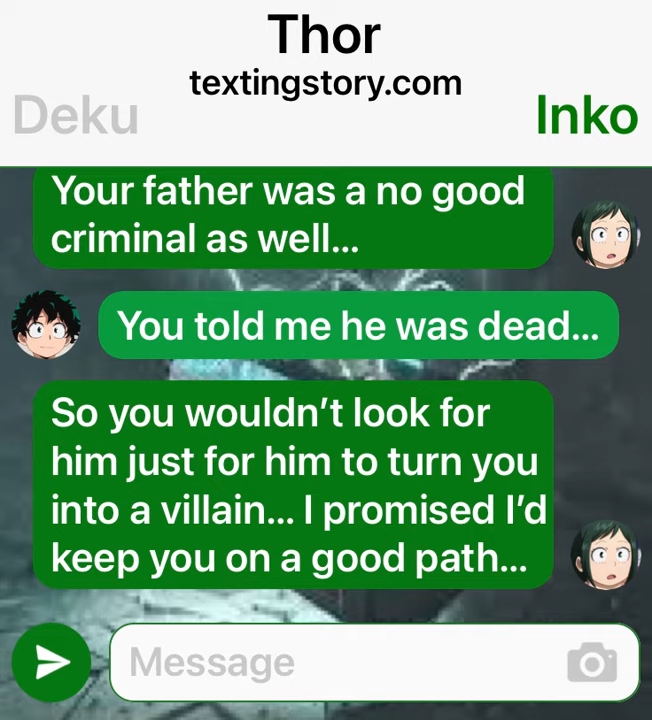 Thor
textingstory.com
Deku
Inko
Your father was a no good
criminal as well...
You told me he was dead...
So you wouldn’t look for
him just for him to turn you
into a villain... I promised I’d
keep you on a good path...
Message